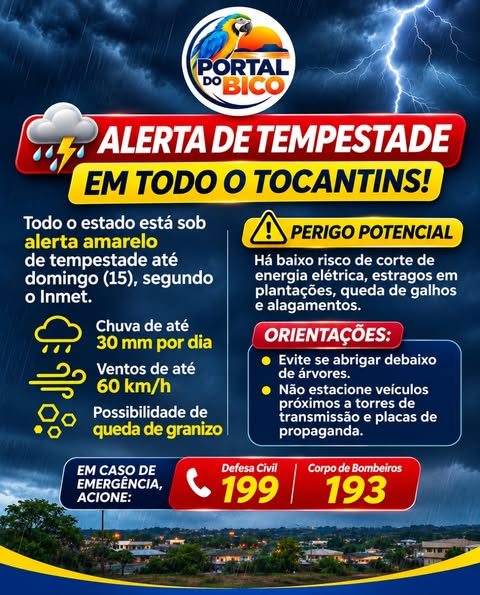 PORTAL
DO BICO
ALERTA DE TEMPESTADE
EM TODO O TOCANTINS!
Todo o estado está sob
alerta amarelo
de tempestade até
domingo (15), segundo
o Inmet.
Chuva de até
30 mm por dia
Ventos de até
60 km/h
Possibilidade de
queda de granizo
PERIGO POTENCIAL
Há baixo risco de corte de
energia elétrica, estragos em
plantações, queda de galhos
e alagamentos.
ORIENTAÇÕES:
Evite se abrigar debaixo
de árvores.
Não estacione veículos
próximos a torres de
transmissão e placas de
propaganda.
EM CASO DE
EMERGÊNCIA,
ACIONE:
Defesa Civil
199
Corpo de Bombeiros
193